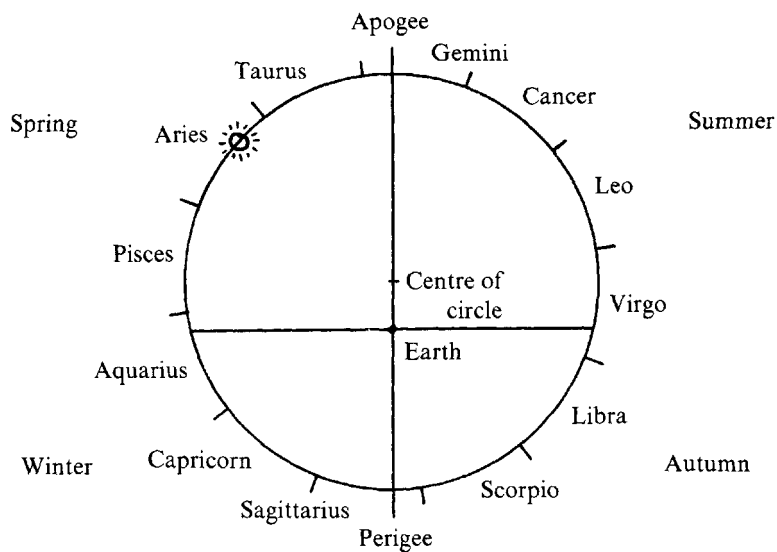 Apogee
Gemini
Taurus
Cancer
Spring
Aries
Summer
Leo
Pisces
Centre of
circle
Virgo
Earth
Aquarius
Libra
Winter
Capricorn
Autumn
Scorpio
Sagittarius
Perigee